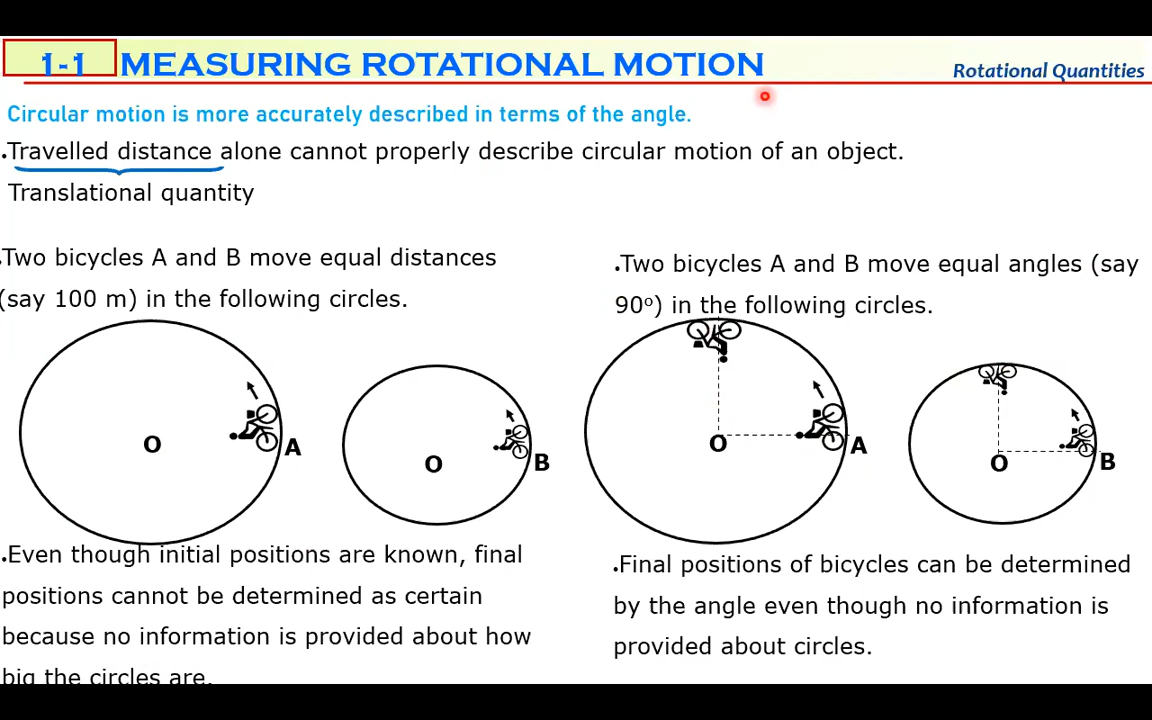 1-1 MEASURING ROTATIONAL MOTION
Rotational Quantities
Circular motion is more accurately described in terms of the angle.
•Travelled distance alone cannot properly describe circular motion of an object.
Translational quantity
•Two bicycles A and B move equal distances
(say 100 m) in the following circles.
O
A
O
B
•Even though initial positions are known, final
positions cannot be determined as certain
because no information is provided about how
big the circles are.
•Two bicycles A and B move equal angles (say
90º) in the following circles.
O
A
O
B
•Final positions of bicycles can be determined
by the angle even though no information is
provided about circles.